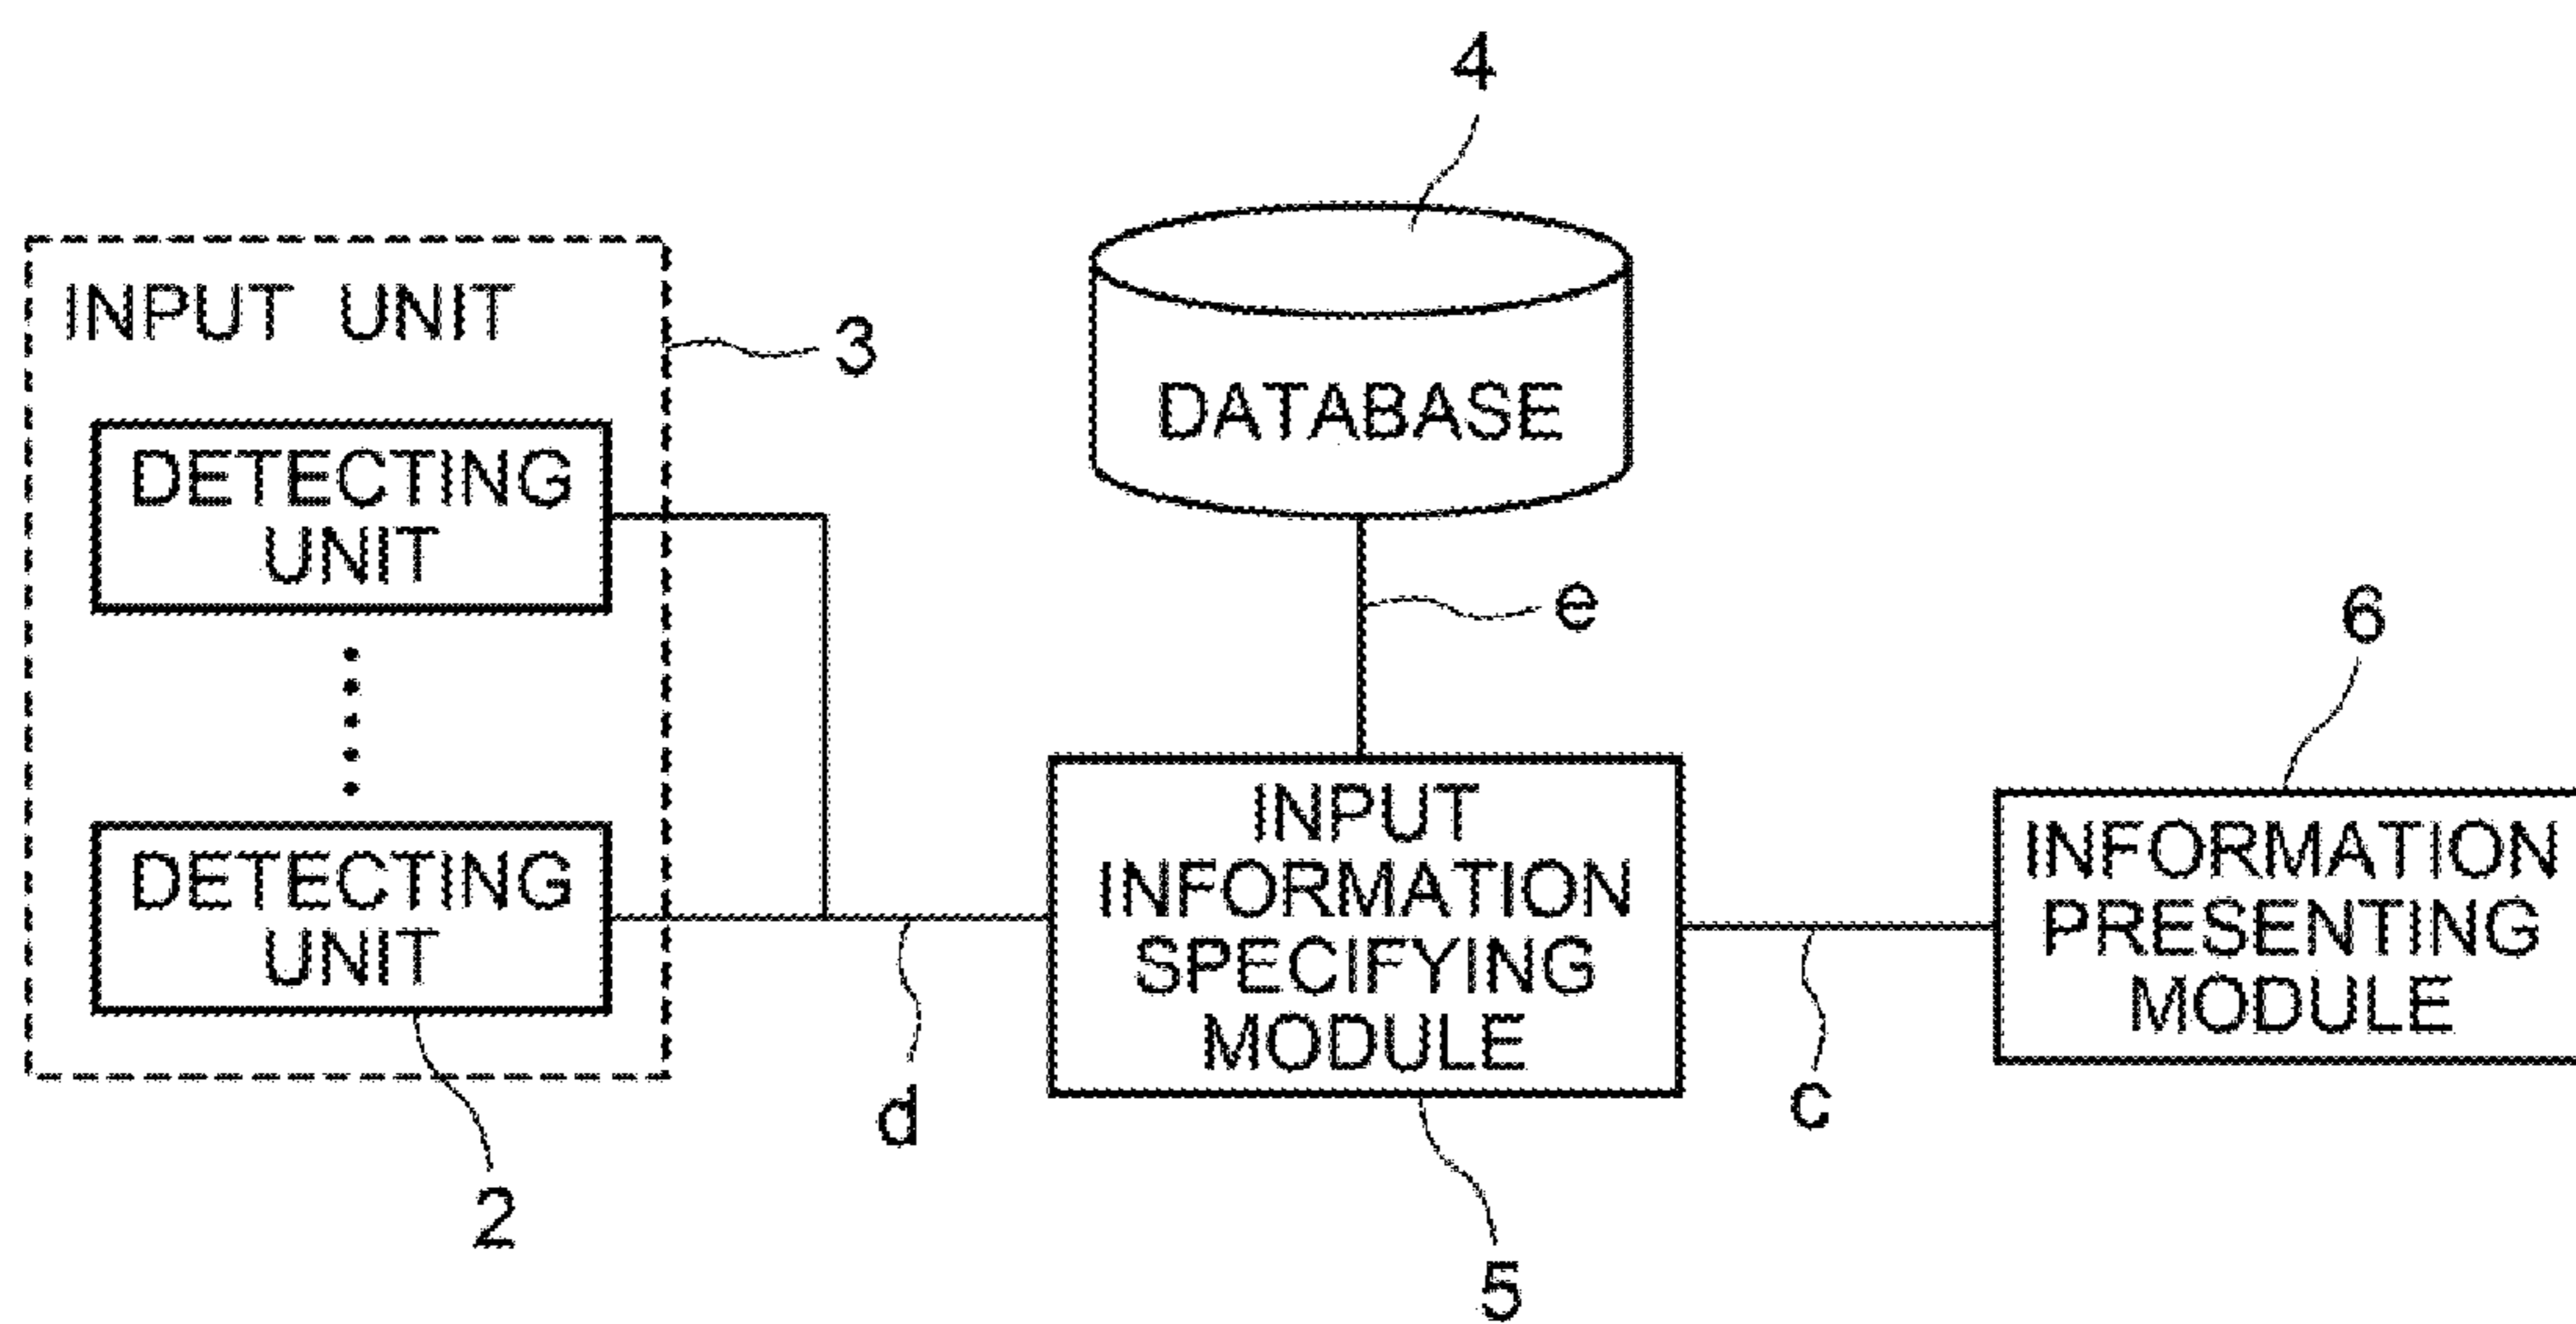 4
INPUT UNIT
3
DATABASE
DETECTING
UNIT
e
6
DETECTING
UNIT
INPUT
INFORMATION
SPECIFYING
MODULE
INFORMATION
PRESENTING
MODULE
d
c
2
5